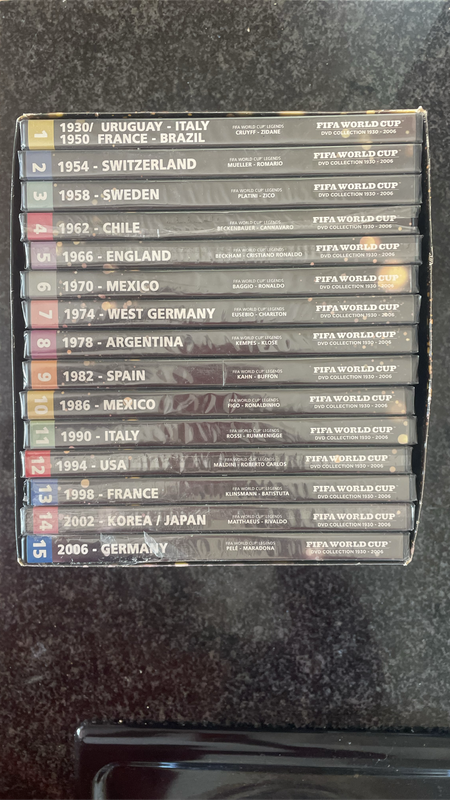 1
1930/ URUGUAY - ITALY
1950 FRANCE - BRAZIL
FIFA WORLD CUP LEGENDS
CRUYFF - ZIDANE
FIFA WORLD CUP
DVD COLLECTION 1930 - 2006
2
1954 - SWITZERLAND
FIFA WORLD CUP LEGENDS
MUELLER - ROMARIO
FIFA WORLD CUP
DVD COLLECTION 1930 - 2006
3
1958 - SWEDEN
FIFA WORLD CUP LEGENDS
PLATINI - ZICO
FIFA WORLD CUP
DVD COLLECTION 1930 - 2006
4
1962 - CHILE
FIFA WORLD CUP LEGENDS
BECKENBAUER - CANNAVARO
FIFA WORLD CUP
DVD COLLECTION 1930 - 2006
5
1966 - ENGLAND
FIFA WORLD CUP LEGENDS
BECKHAM - CRISTIANO RONALDO
FIFA WORLD CUP
DVD COLLECTION 1930 - 2006
6
1970 - MEXICO
FIFA WORLD CUP LEGENDS
BAGGIO - RONALDO
FIFA WORLD CUP
DVD COLLECTION 1930 - 2006
7
1974 - WEST GERMANY
FIFA WORLD CUP LEGENDS
EUSEBIO - CHARLTON
FIFA WORLD CUP
DVD COLLECTION 1930 - 2006
8
1978 - ARGENTINA
FIFA WORLD CUP LEGENDS
KEMPES - KLOSE
FIFA WORLD CUP
DVD COLLECTION 1930 - 2006
9
1982 - SPAIN
FIFA WORLD CUP LEGENDS
KAHN - BUFFON
FIFA WORLD CUP
DVD COLLECTION 1930 - 2006
10
1986 - MEXICO
FIFA WORLD CUP LEGENDS
FIGO - RONALDINHO
FIFA WORLD CUP
DVD COLLECTION 1930 - 2006
11
1990 - ITALY
FIFA WORLD CUP LEGENDS
ROSSI - RUMMENIGGE
FIFA WORLD CUP
DVD COLLECTION 1930 - 2006
12
1994 - USA
FIFA WORLD CUP LEGENDS
MALDINI - ROBERTO CARLOS
FIFA WORLD CUP
DVD COLLECTION 1930 - 2006
13
1998 - FRANCE
FIFA WORLD CUP LEGENDS
KLINSMANN - BATISTUTA
FIFA WORLD CUP
DVD COLLECTION 1930 - 2006
14
2002 - KOREA / JAPAN
FIFA WORLD CUP LEGENDS
MATTHAEUS - RIVALDO
FIFA WORLD CUP
DVD COLLECTION 1930 - 2006
15
2006 - GERMANY
FIFA WORLD CUP LEGENDS
PELE - MARADONA
FIFA WORLD CUP
DVD COLLECTION 1930 - 2006